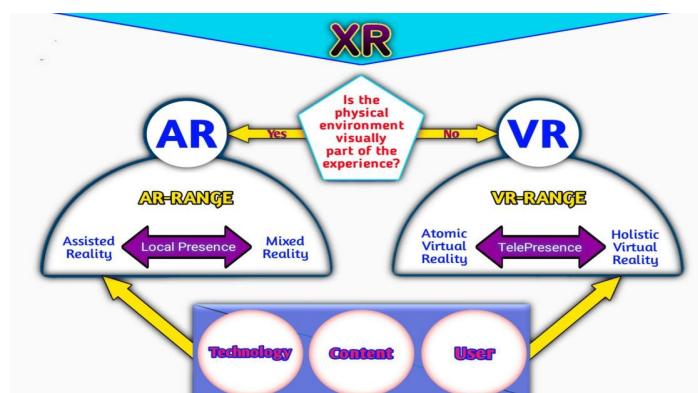 XR
Is the
physical
environment
visually
part of the
experience?
AR
Yes
No
VR
AR-RANGE
Assisted
Reality
Local Presence
Mixed
Reality
VR-RANGE
Atomic
Virtual
Reality
TelePresence
Holistic
Virtual
Reality
Technology
Content
User